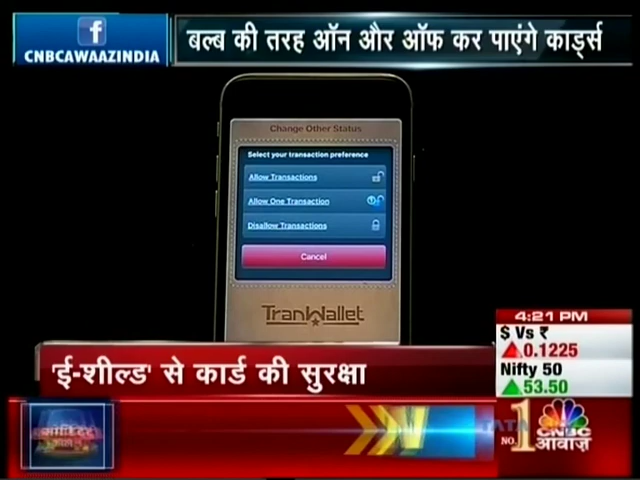 f
CNBCAWAAZINDIA
बल्ब की तरह ऑन और ऑफ कर पाएंगे कार्ड्स
Change Other Status
Select your transaction preference
Allow Transactions
Allow One Transaction
Disallow Transactions
Cancel
TranWallet
4:21 PM
$ Vs ₹
0.1225
Nifty 50
53.50
'ई-शील्ड' से कार्ड की सुरक्षा
NO. 1
CNBC
आवाज़